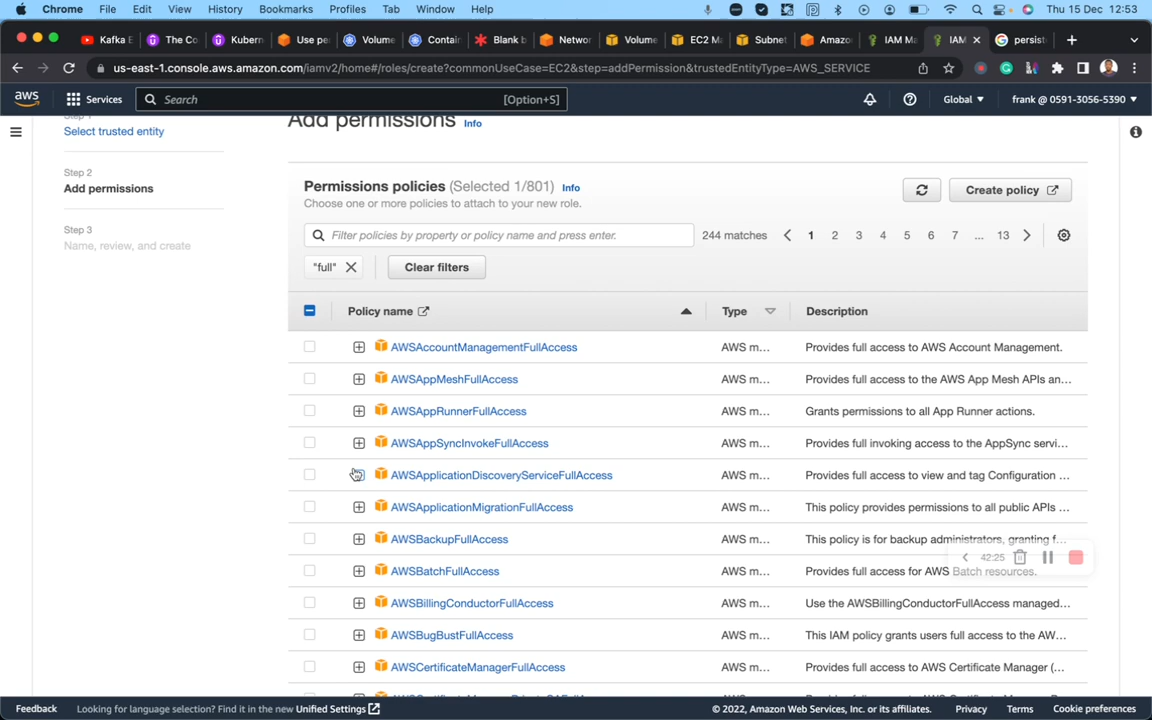 Chrome File Edit View History Bookmarks Profiles Tab Window Help Thu 15 Dec 12:53
Kafka E The Co Kubern Use pe Volume Contain Blank b Networ Volume EC2 Ma Subnet Amazo IAM Ma IAM persist
us-east-1.console.aws.amazon.com/iamv2/home#/roles/create?commonUseCase=EC2&step=addPermission&trustedEntityType=AWS_SERVICE
aws Services Search [Option+S] Global frank @ 0591-3056-5390
Step 1
Select trusted entity
Step 2
Add permissions
Step 3
Name, review, and create
Add permissions Info
Permissions policies (Selected 1/801) Info
Choose one or more policies to attach to your new role.
Create policy
Filter policies by property or policy name and press enter. 244 matches 1 2 3 4 5 6 7 ... 13
"full" Clear filters
Policy name Type Description
AWSAccountManagementFullAccess AWS m... Provides full access to AWS Account Management.
AWSAppMeshFullAccess AWS m... Provides full access to the AWS App Mesh APIs an...
AWSAppRunnerFullAccess AWS m... Grants permissions to all App Runner actions.
AWSAppSyncInvokeFullAccess AWS m... Provides full invoking access to the AppSync servi...
AWSApplicationDiscoveryServiceFullAccess AWS m... Provides full access to view and tag Configuration ...
AWSApplicationMigrationFullAccess AWS m... This policy provides permissions to all public APIs ...
AWSBackupFullAccess AWS m... This policy is for backup administrators, granting f...
42:25
AWSBatchFullAccess AWS m... Provides full access for AWS Batch resources.
AWSBillingConductorFullAccess AWS m... Use the AWSBillingConductorFullAccess managed...
AWSBugBustFullAccess AWS m... This IAM policy grants users full access to the AW...
AWSCertificateManagerFullAccess AWS m... Provides full access to AWS Certificate Manager (...
Feedback Looking for language selection? Find it in the new Unified Settings © 2022, Amazon Web Services, Inc. or its affiliates. Privacy Terms Cookie preferences